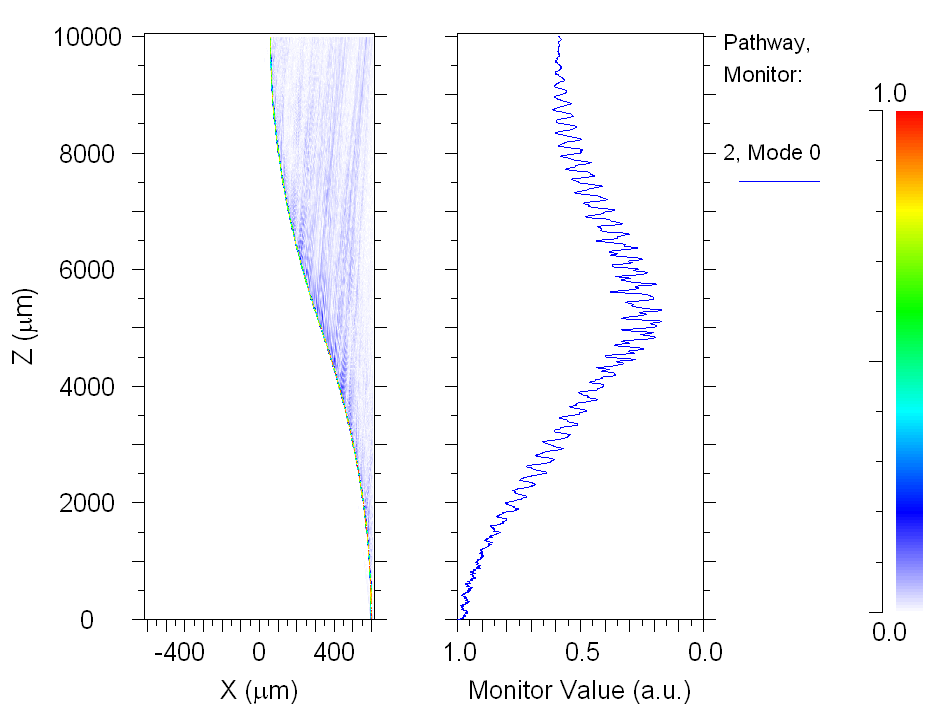 10000
8000
6000
4000
2000
0
Z (μm)
-400 0 400
X (μm)
1.0 0.5 0.0
Monitor Value (a.u.)
Pathway,
Monitor:
2, Mode 0
1.0
0.0